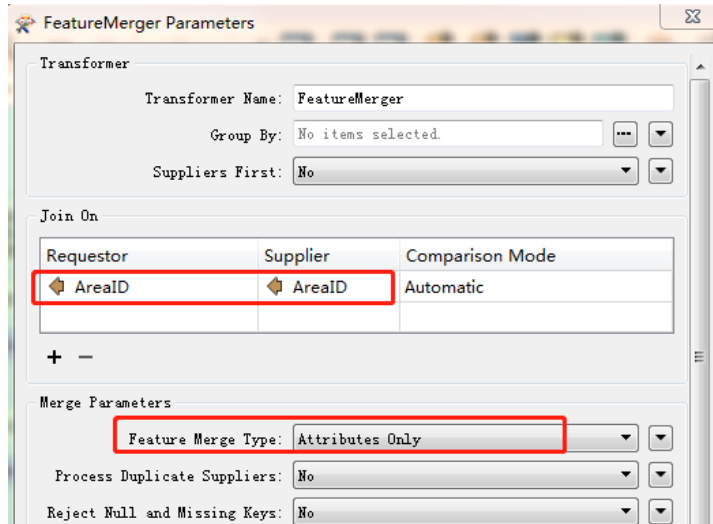 FeatureMerger Parameters
Transformer
Transformer Name: FeatureMerger
Group By: No items selected.
Suppliers First: No
Join On
Requestor Supplier Comparison Mode
AreaID AreaID Automatic
Merge Parameters
Feature Merge Type: Attributes Only
Process Duplicate Suppliers: No
Reject Null and Missing Keys: No